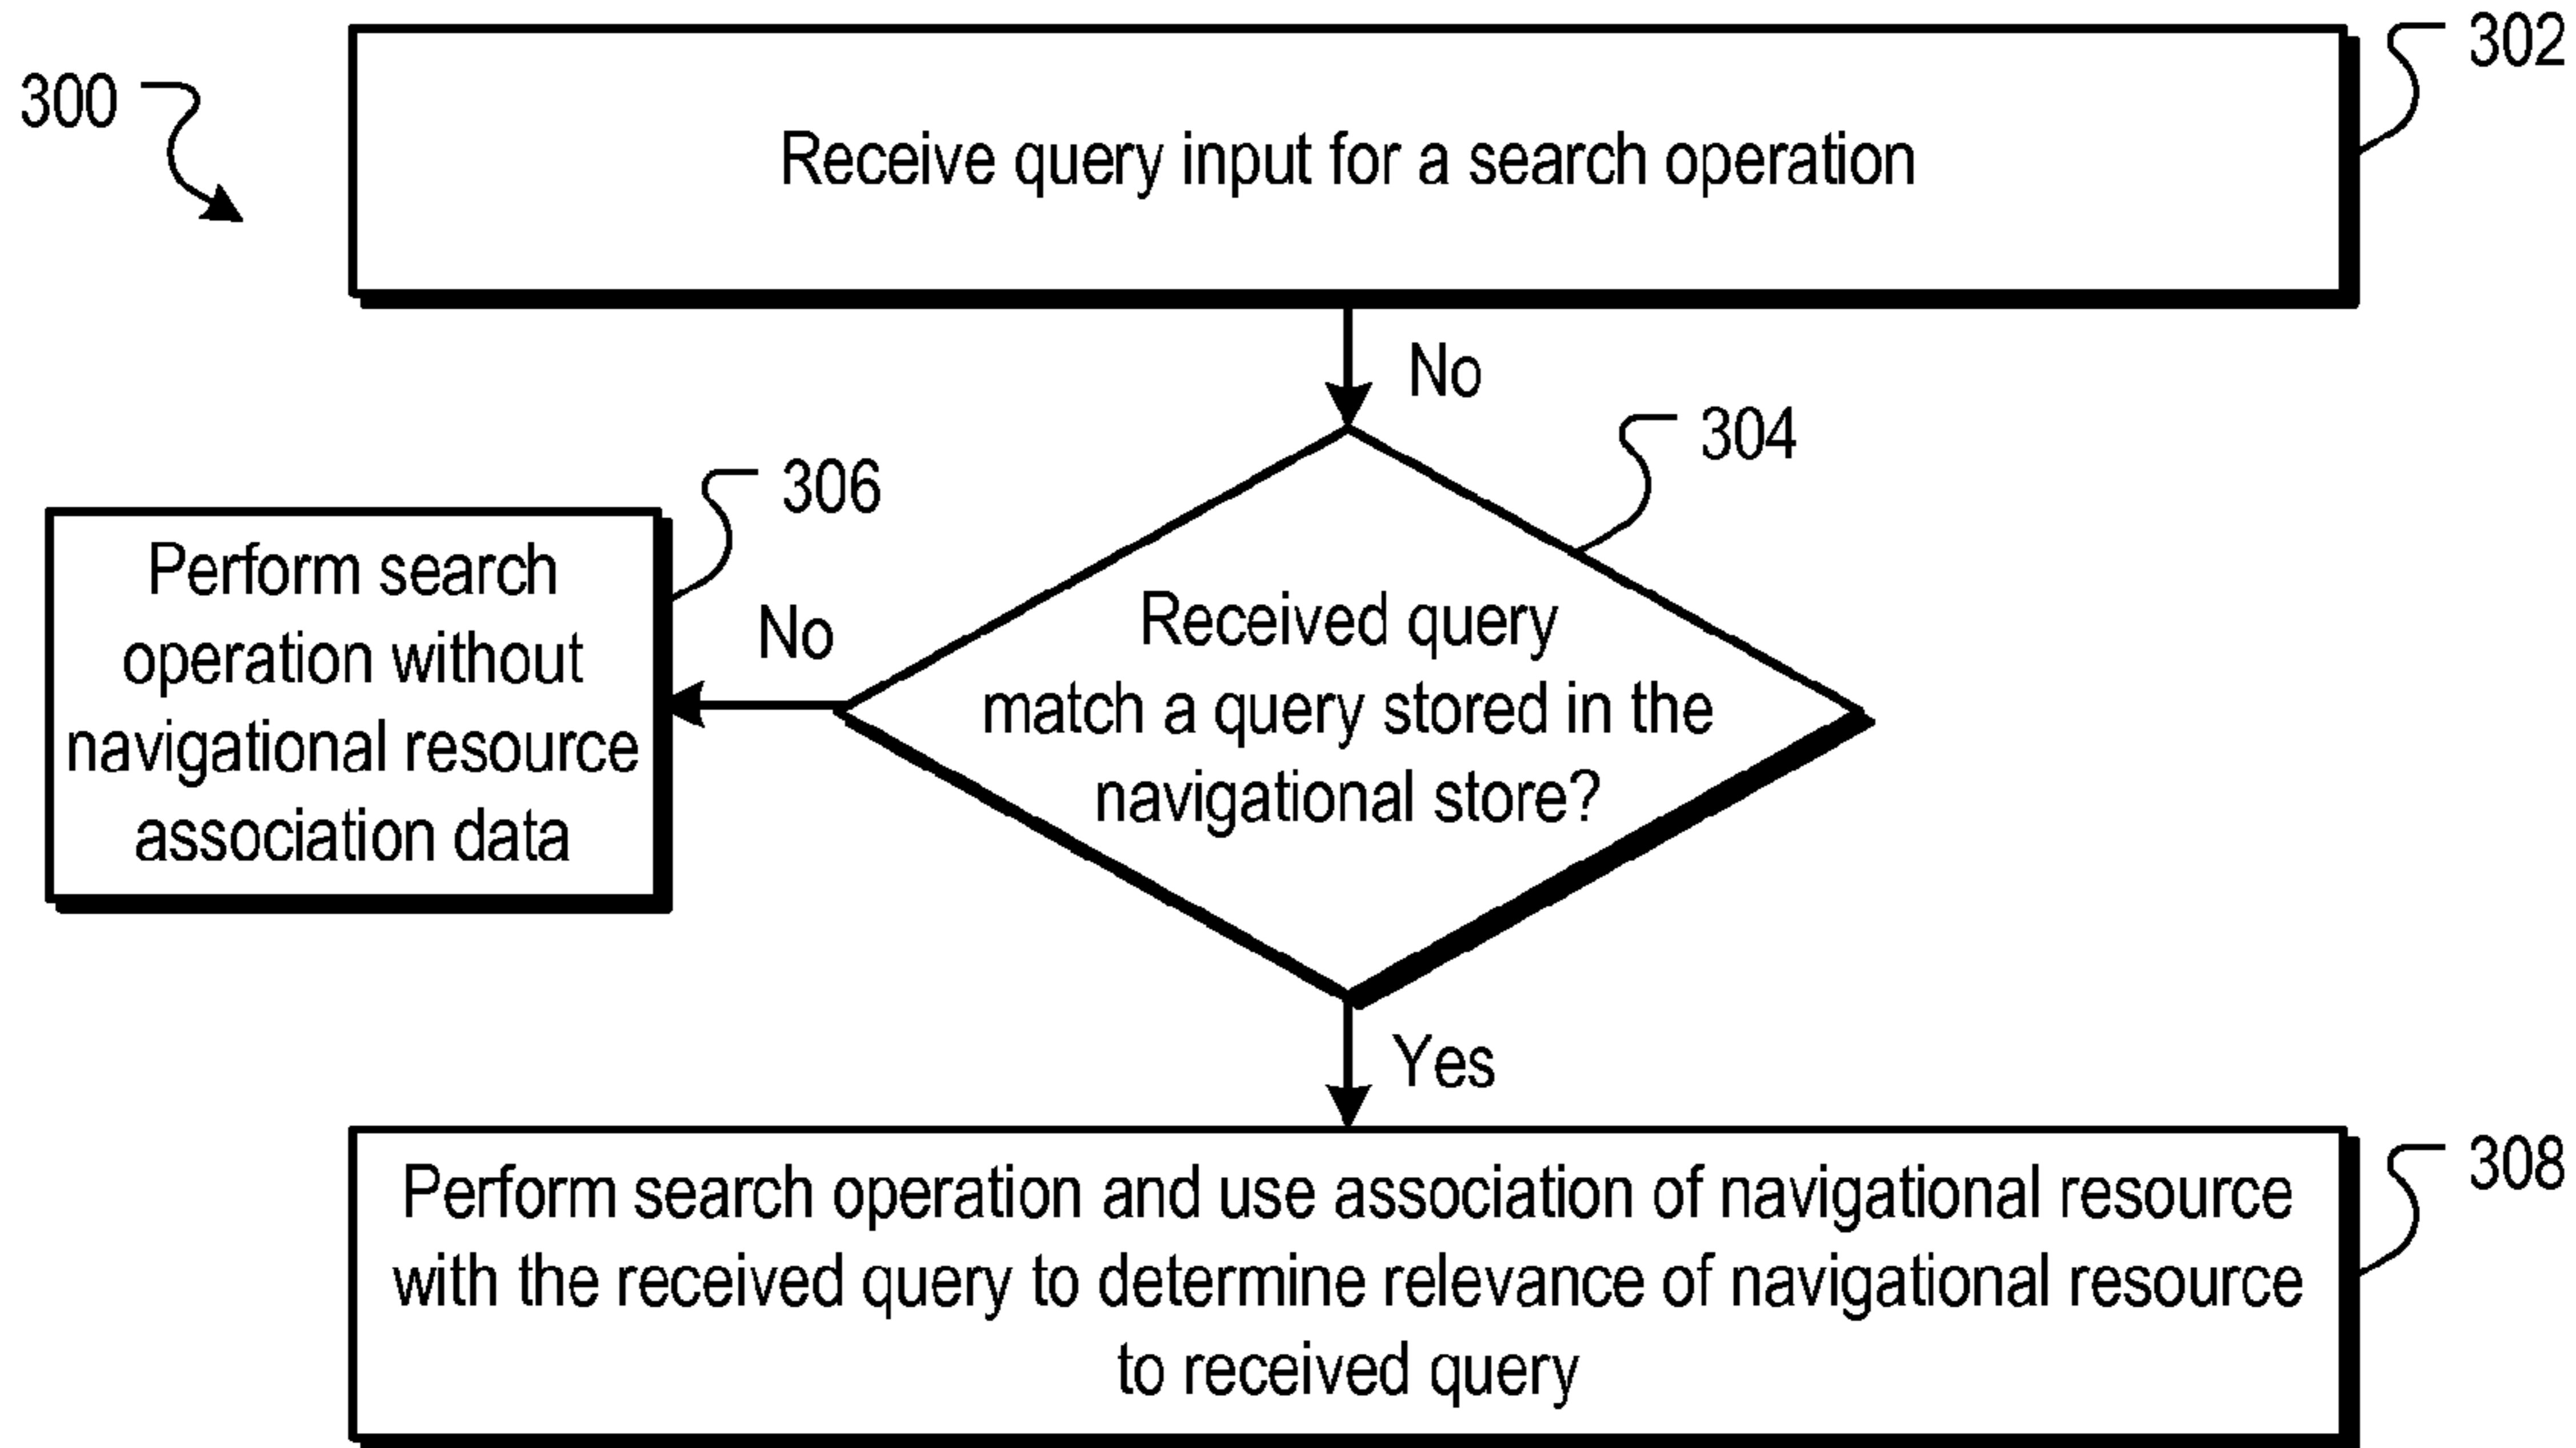 300
302
Receive query input for a search operation
No
304
306
Perform search
operation without
navigational resource
association data
No
Received query
match a query stored in the
navigational store?
Yes
308
Perform search operation and use association of navigational resource
with the received query to determine relevance of navigational resource
to received query